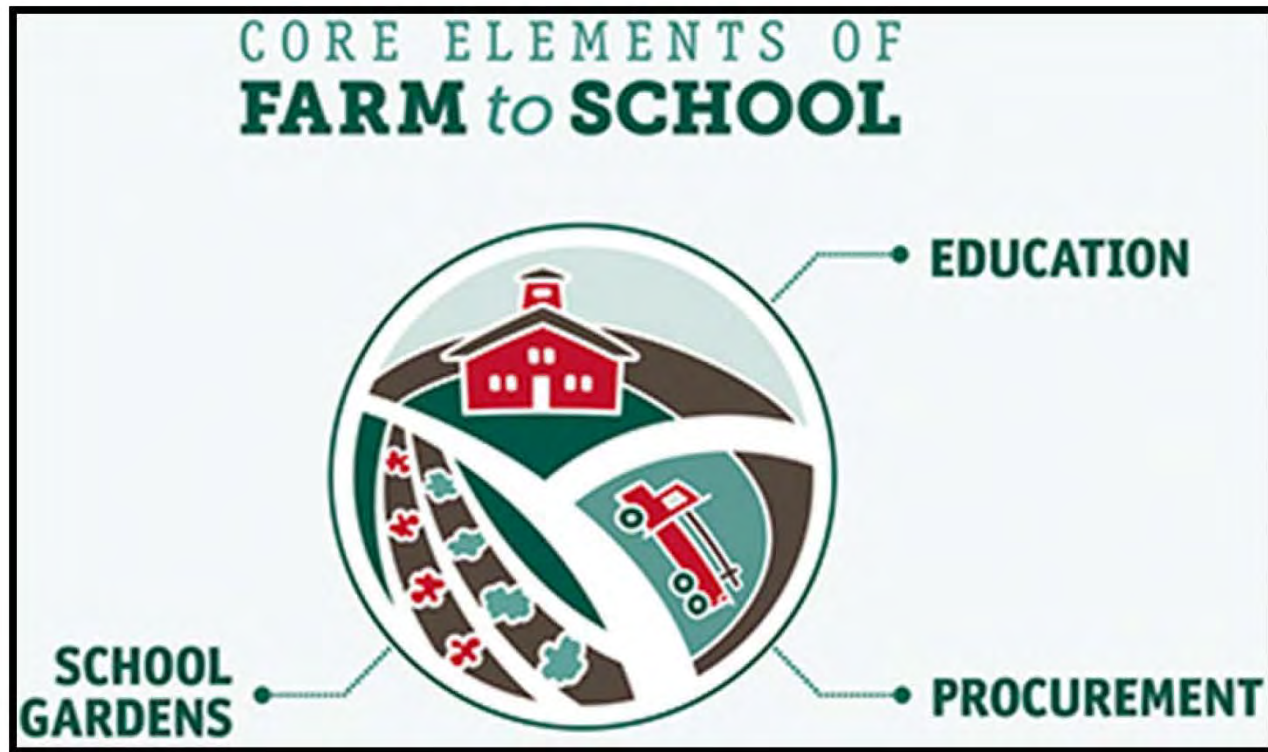 CORE ELEMENTS OF
FARM to SCHOOL
EDUCATION
SCHOOL
GARDENS
PROCUREMENT